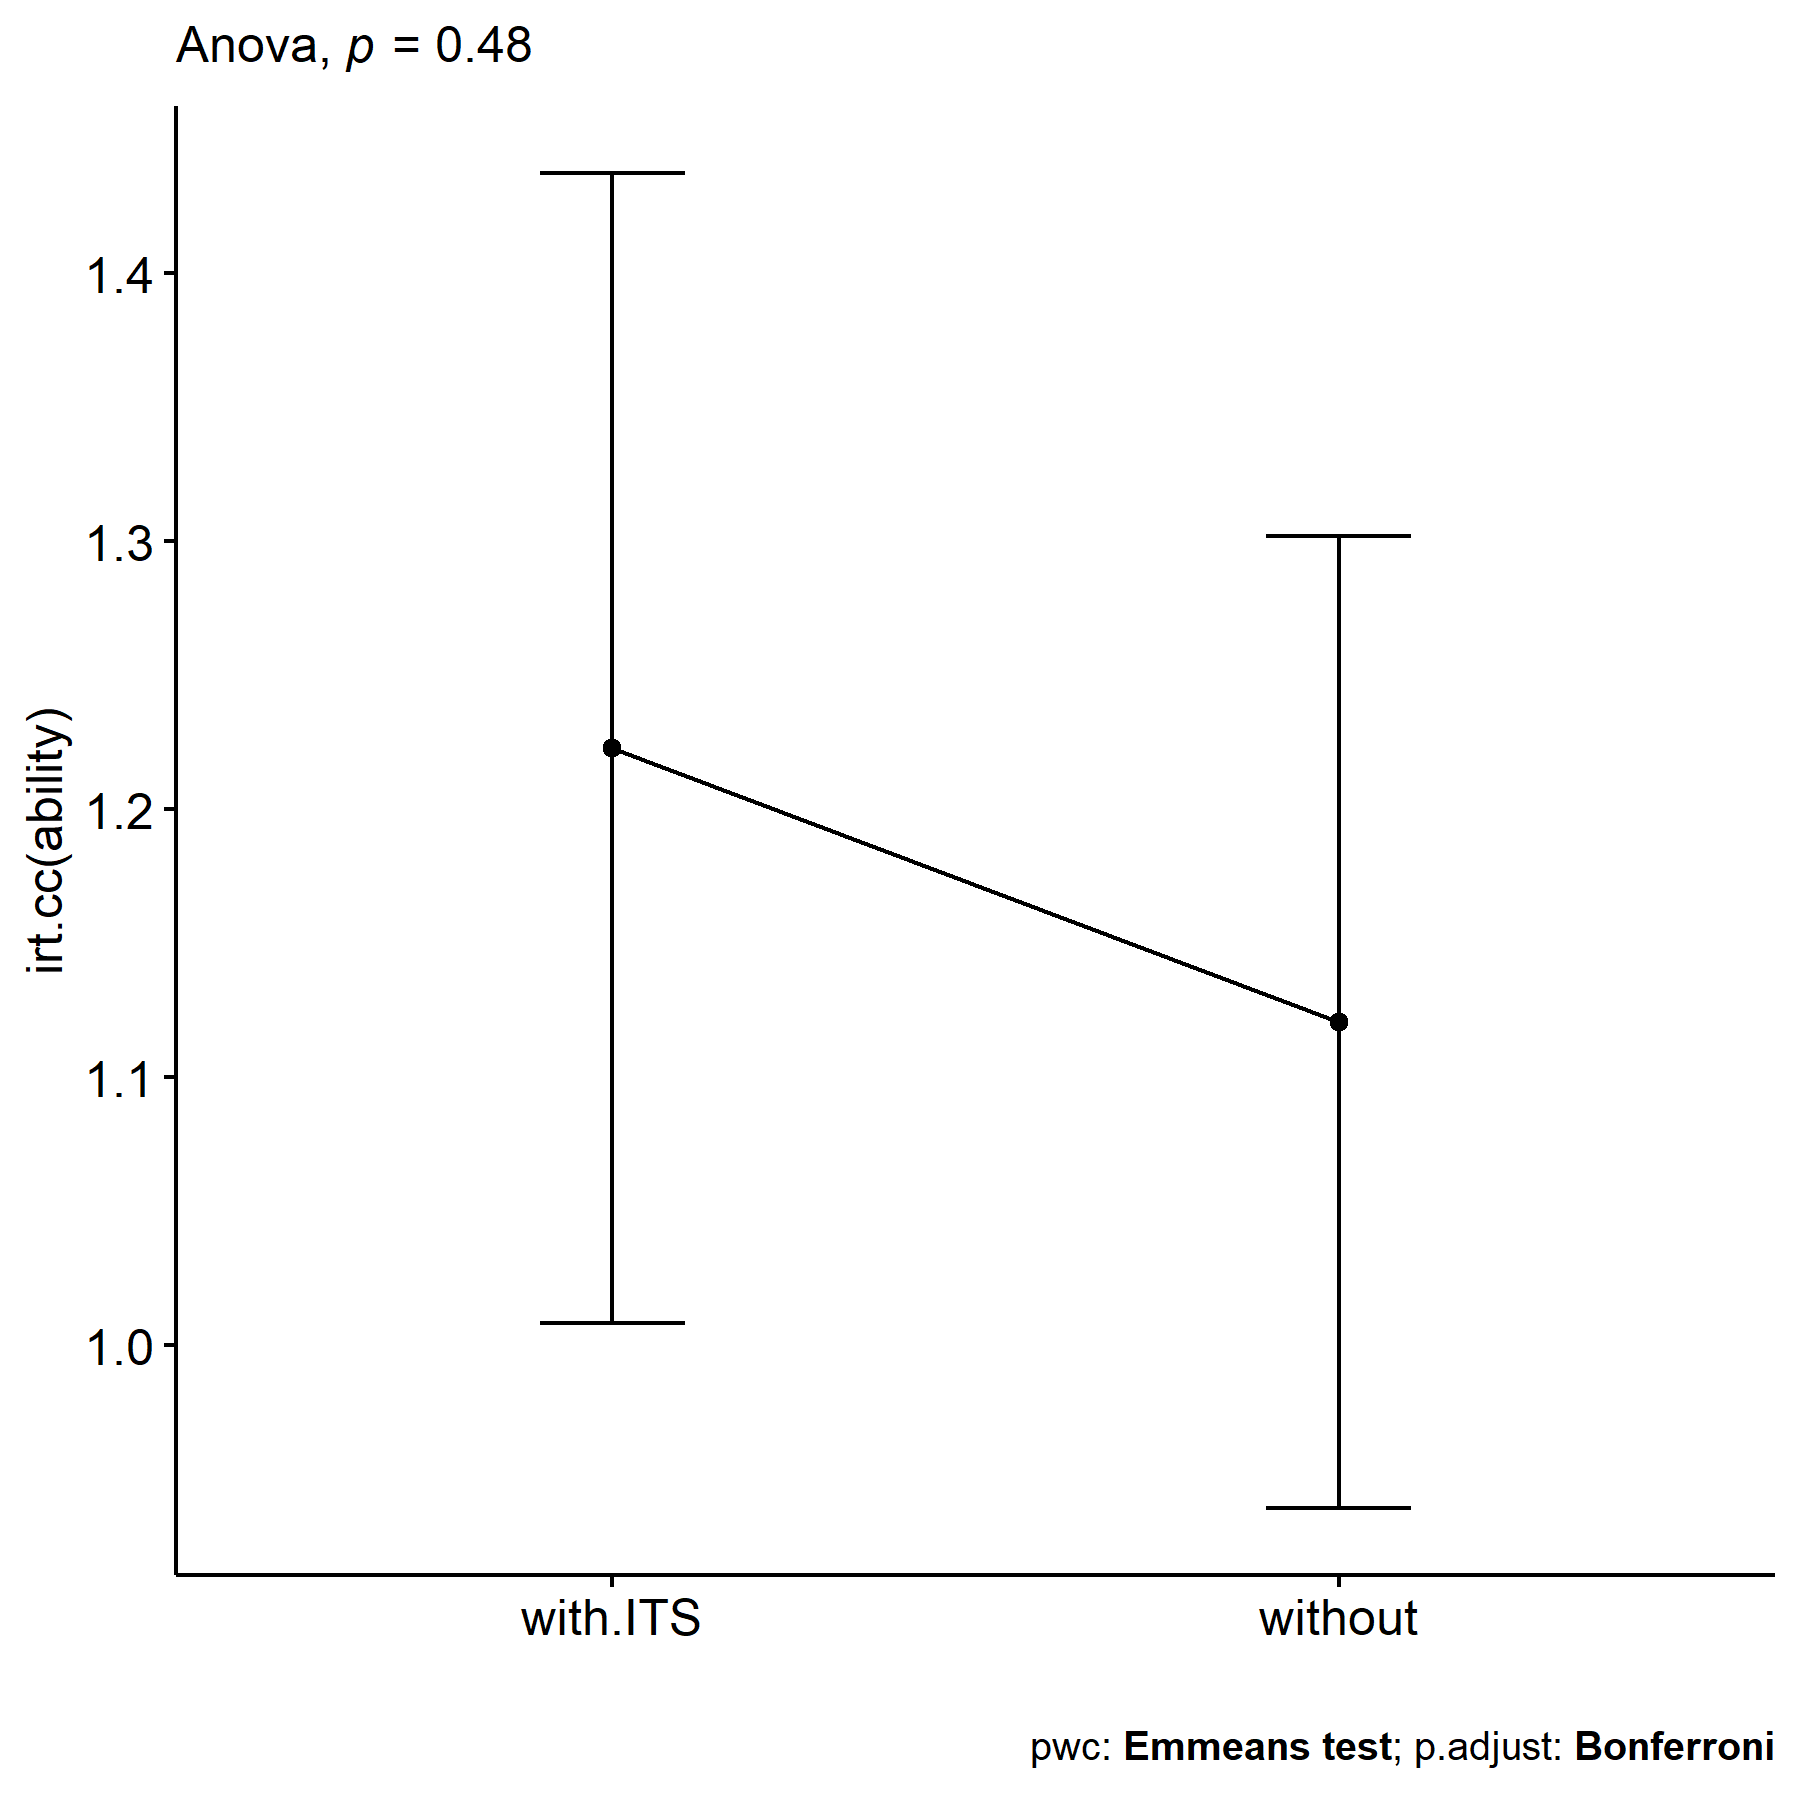 Anova, p = 0.48
irt.cc(ability)
1.4
1.3
1.2
1.1
1.0
with.ITS
without
pwc: Emmeans test; p.adjust: Bonferroni